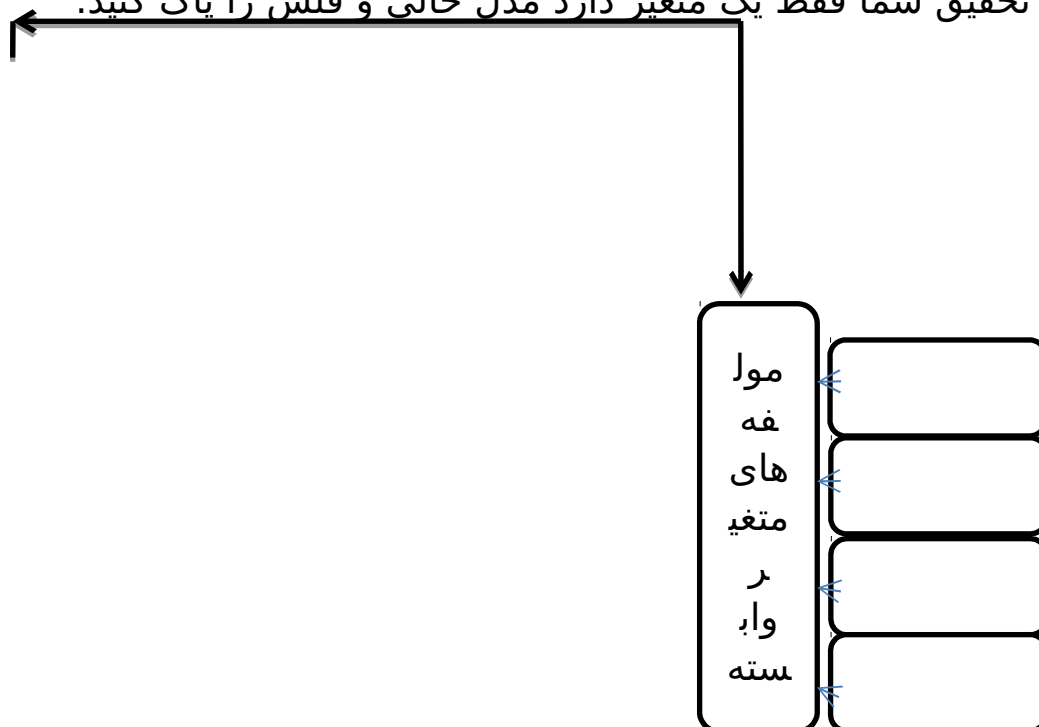 تحقیق شما فقط یک متغیر دارد مدل خالی و فلش را پاک کنید.
مول
فه
های
متغی
ر
واب
سته